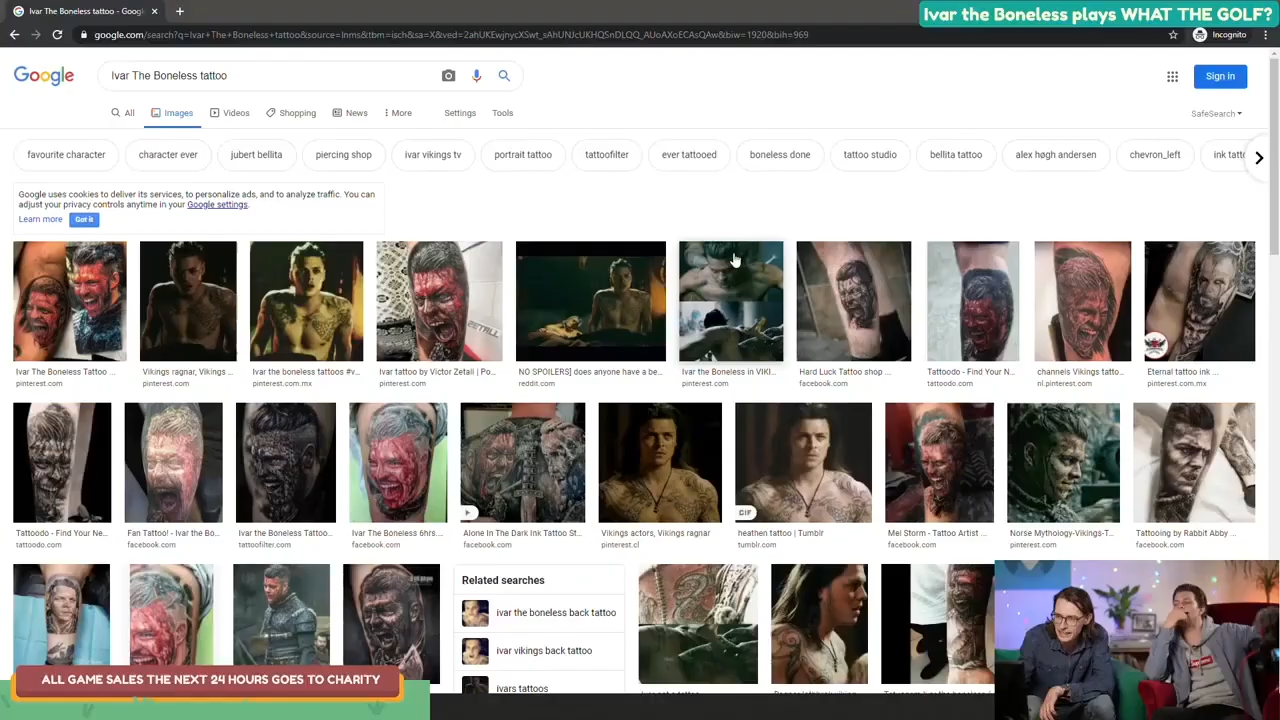 Ivar The Boneless tattoo - Googl
Ivar the Boneless plays WHAT THE GOLF?
google.com/search?q=Ivar+The+Boneless+tattoo&source=lnms&tbm=isch&sa=X&ved=2ahUKEwjnycXSwt_sAhUNJcUKHQSnDLQQ_AUoAXoECAsQAw&biw=1920&bih=969
Incognito
Google
Ivar The Boneless tattoo
Sign in
All
Images
Videos
Shopping
News
More
Settings
Tools
SafeSearch
favourite character
character ever
jubert bellita
piercing shop
ivar vikings tv
portrait tattoo
tattoofilter
ever tattooed
boneless done
tattoo studio
bellita tattoo
alex høgh andersen
chevron_left
ink tatto
Google uses cookies to deliver its services, to personalize ads, and to analyze traffic. You can
adjust your privacy controls anytime in your Google settings.
Learn more
Got it
Ivar The Boneless Tattoo ...
Vikings ragnar, Vikings ...
Ivar the boneless tattoos #v...
Ivar tattoo by Victor Zetall | Po...
NO SPOILERS] does anyone have a be...
Ivar the Boneless in VIKI...
Hard Luck Tattoo shop ...
Tattoodo - Find Your N...
channels Vikings tatto...
Eternal tattoo ink ...
pinterest.com
pinterest.com
pinterest.com.mx
pinterest.com
reddit.com
pinterest.com
facebook.com
tattoodo.com
nl.pinterest.com
pinterest.com.mx
GIF
Tattoodo - Find Your Ne...
Fan Tattoo! - Ivar the Bo...
Ivar the Boneless Tattoo...
Ivar The Boneless 6hrs...
Alone In The Dark Ink Tattoo St...
Vikings actors, Vikings ragnar
heathen tattoo | Tumblr
Mel Storm - Tattoo Artist ...
Norse Mythology-Vikings-T...
Tattooing by Rabbit Abby ...
tattoodo.com
facebook.com
tattoofilter.com
facebook.com
facebook.com
pinterest.cl
tumblr.com
facebook.com
pinterest.com
facebook.com
Related searches
ivar the boneless back tattoo
ivar vikings back tattoo
ivars tattoos
ALL GAME SALES THE NEXT 24 HOURS GOES TO CHARITY
Supreme